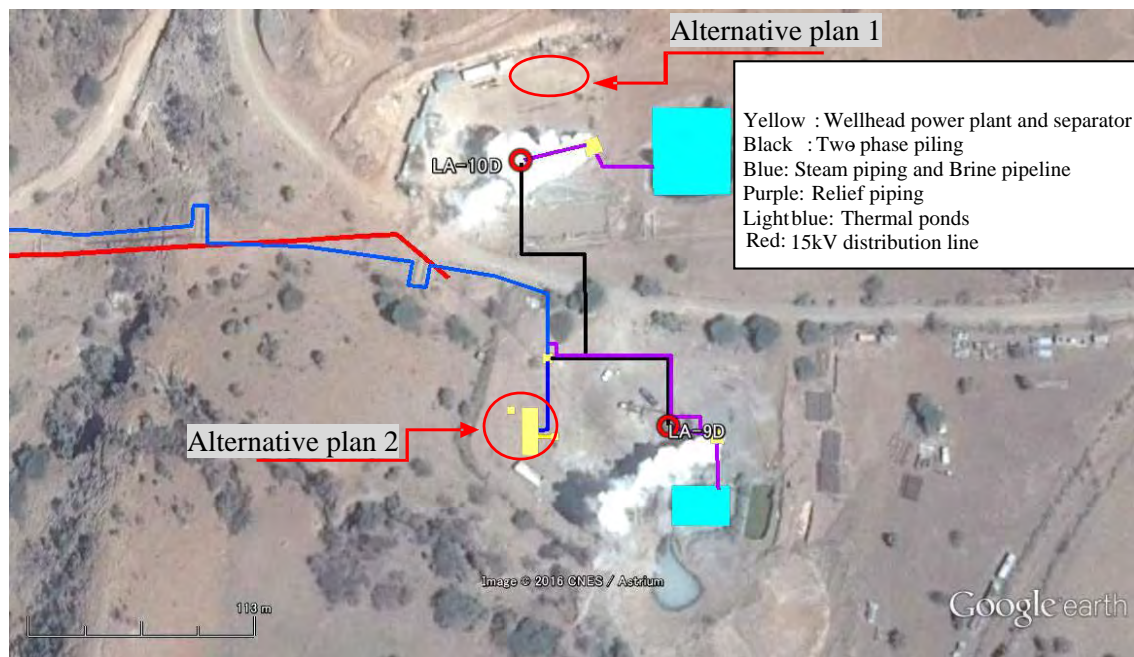 Alternative plan 1
Yellow : Wellhead power plant and separator
Black : Two phase piling
Blue: Steam piping and Brine pipeline
Purple: Relief piping
Lightblue: Thermal ponds
Red: 15kV distribution line
LA-10D
Alternative plan 2
LA-9D
Image © 2016 CNES / Astrium
113 m
Google earth